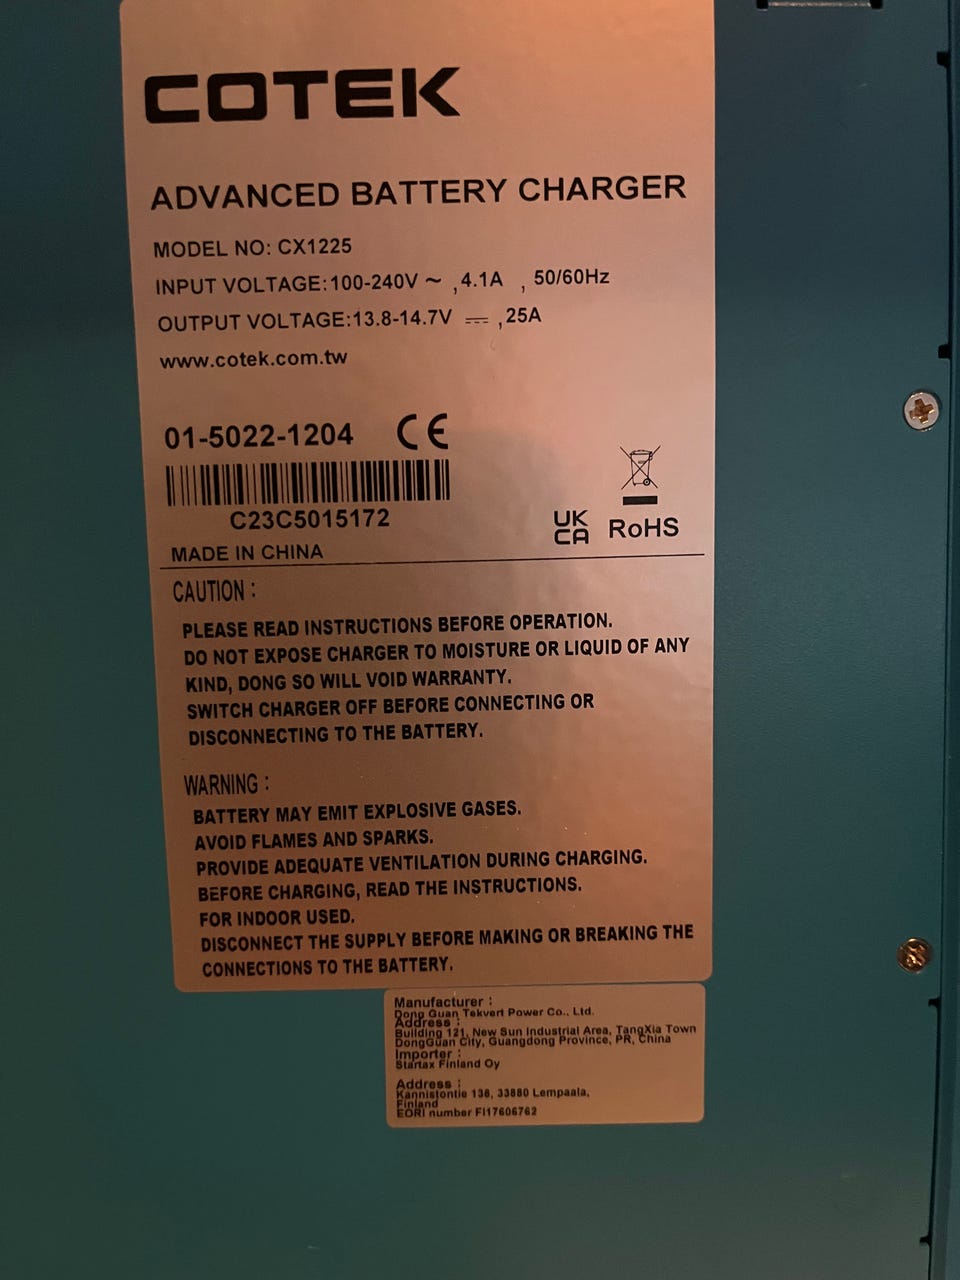 COTEK
ADVANCED BATTERY CHARGER
MODEL NO: CX1225
INPUT VOLTAGE:100-240V ~ ,4.1A , 50/60Hz
OUTPUT VOLTAGE:13.8-14.7V ⎓ ,25A
www.cotek.com.tw
01-5022-1204 CE
C23C5015172
UK
CA RoHS
MADE IN CHINA
CAUTION :
PLEASE READ INSTRUCTIONS BEFORE OPERATION.
DO NOT EXPOSE CHARGER TO MOISTURE OR LIQUID OF ANY
KIND, DONG SO WILL VOID WARRANTY.
SWITCH CHARGER OFF BEFORE CONNECTING OR
DISCONNECTING TO THE BATTERY.
WARNING :
BATTERY MAY EMIT EXPLOSIVE GASES.
AVOID FLAMES AND SPARKS.
PROVIDE ADEQUATE VENTILATION DURING CHARGING.
BEFORE CHARGING, READ THE INSTRUCTIONS.
FOR INDOOR USED.
DISCONNECT THE SUPPLY BEFORE MAKING OR BREAKING THE
CONNECTIONS TO THE BATTERY.
Manufacturer :
Dong Guan Tekvert Power Co., Ltd.
Address :
Building 121, New Sun Industrial Area, TangXia Town
DongGuan City, Guangdong Province, PR, China
Importer :
Startax Finland Oy
Address :
Kannistontie 138, 33880 Lempaala,
Finland
EORI number FI17606762